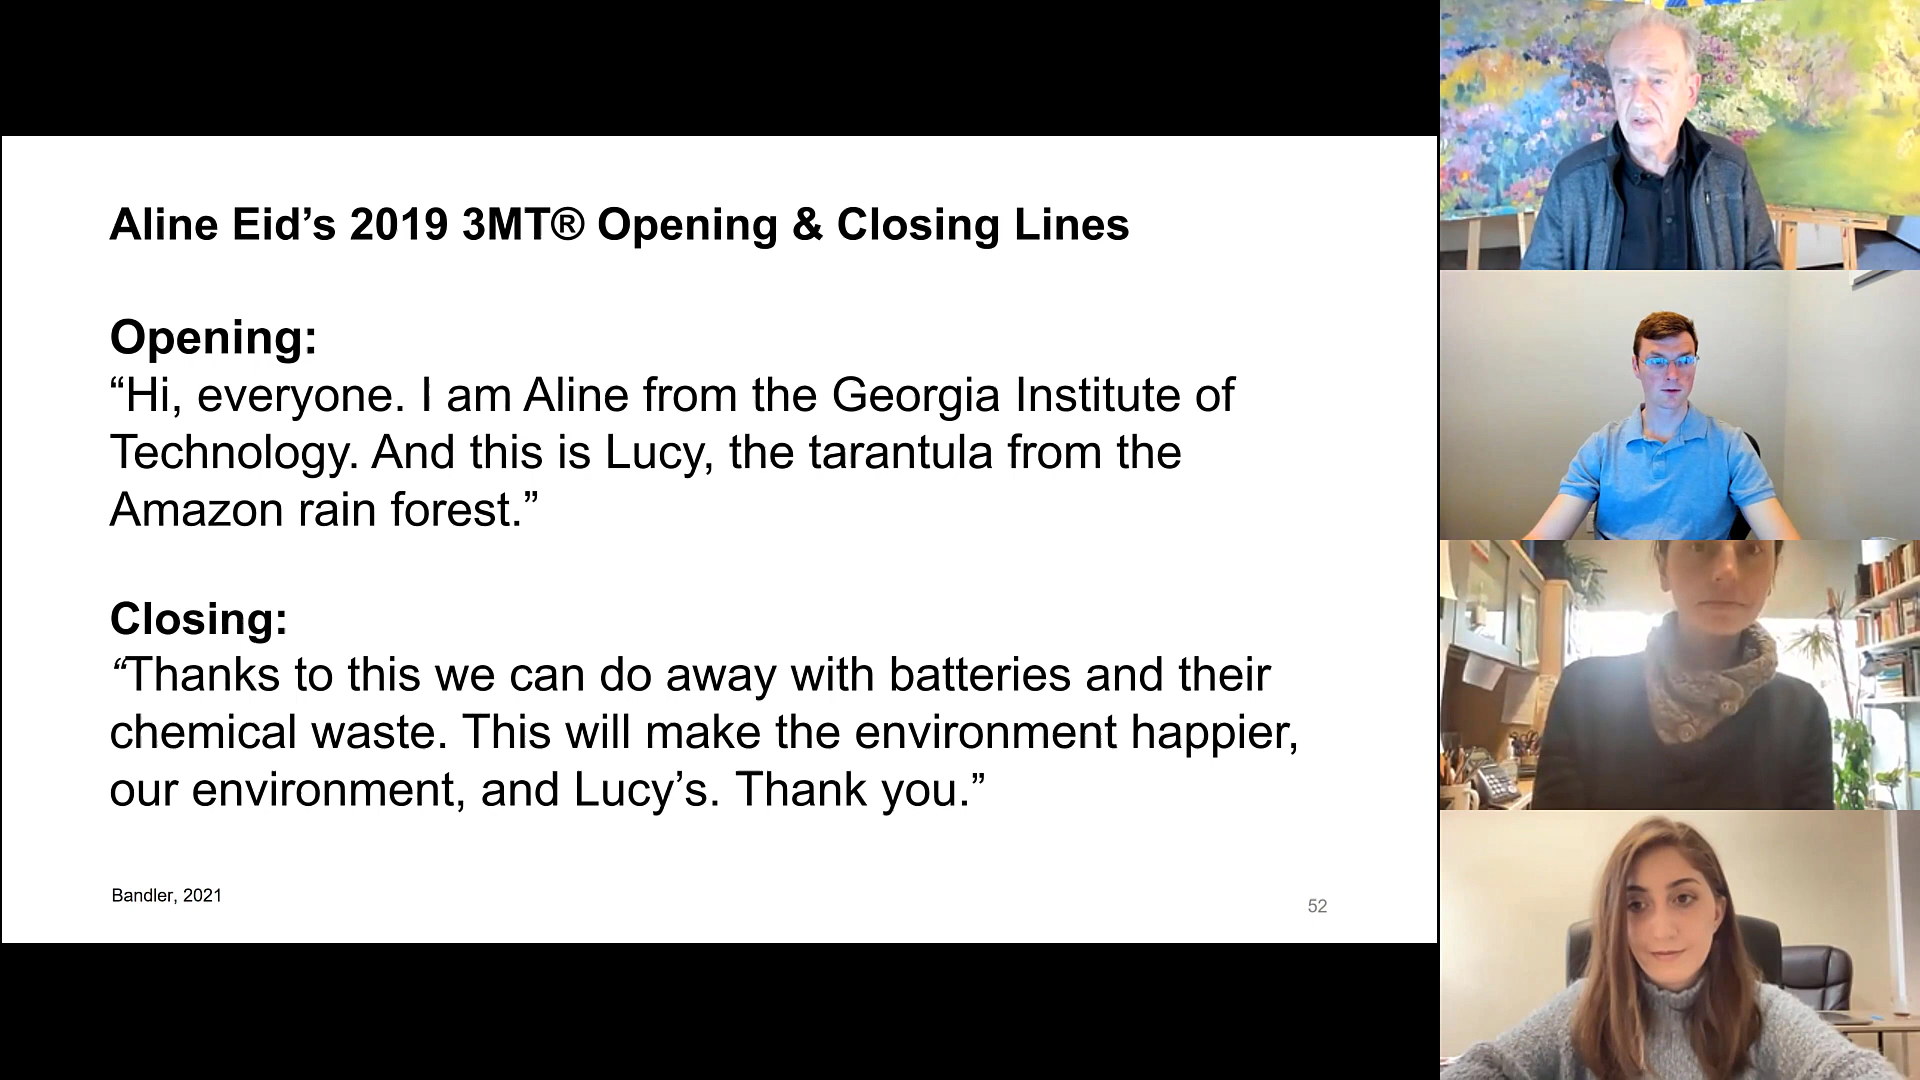 Aline Eid’s 2019 3MT® Opening & Closing Lines
Opening:
“Hi, everyone. I am Aline from the Georgia Institute of
Technology. And this is Lucy, the tarantula from the
Amazon rain forest.”
Closing:
“Thanks to this we can do away with batteries and their
chemical waste. This will make the environment happier,
our environment, and Lucy’s. Thank you.”
Bandler, 2021
52